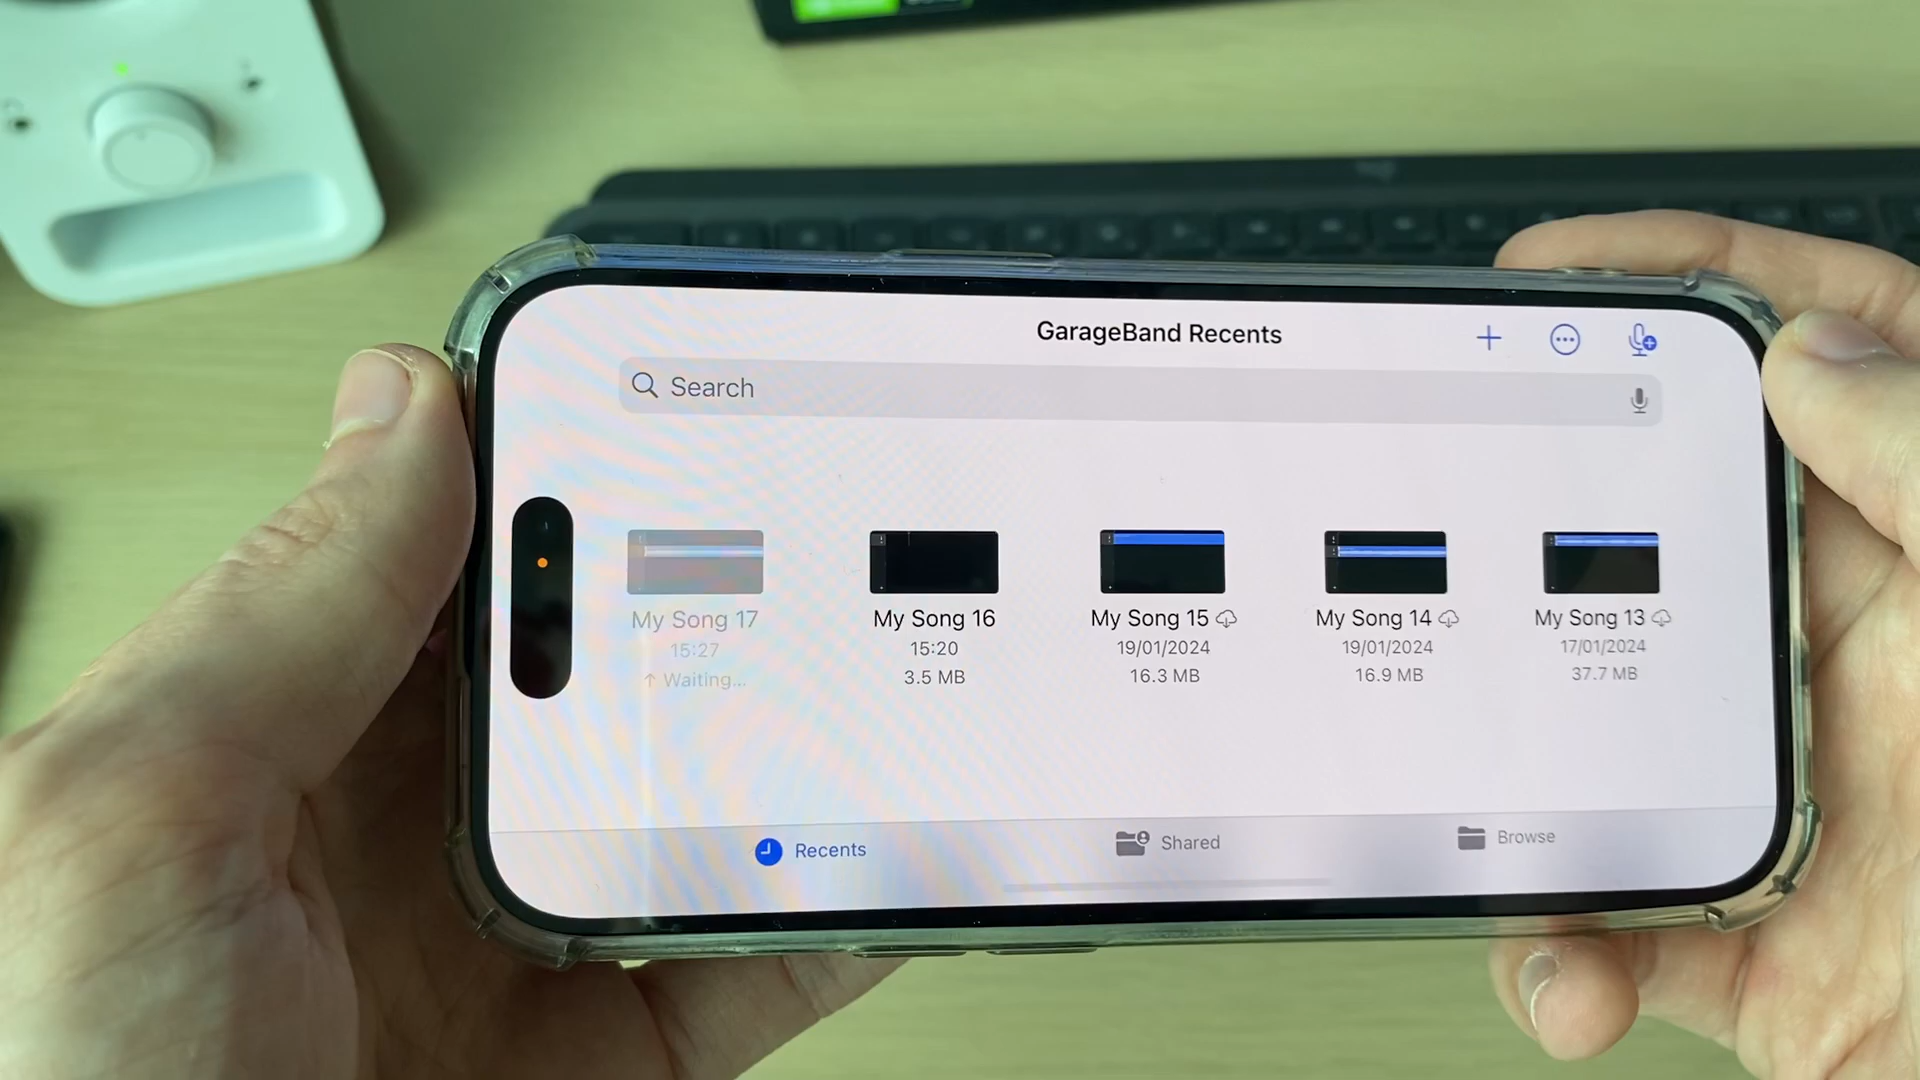 GarageBand Recents
Search
My Song 17
15:27
↑ Waiting...
My Song 16
15:20
3.5 MB
My Song 15
19/01/2024
16.3 MB
My Song 14
19/01/2024
16.9 MB
My Song 13
17/01/2024
37.7 MB
Recents
Shared
Browse